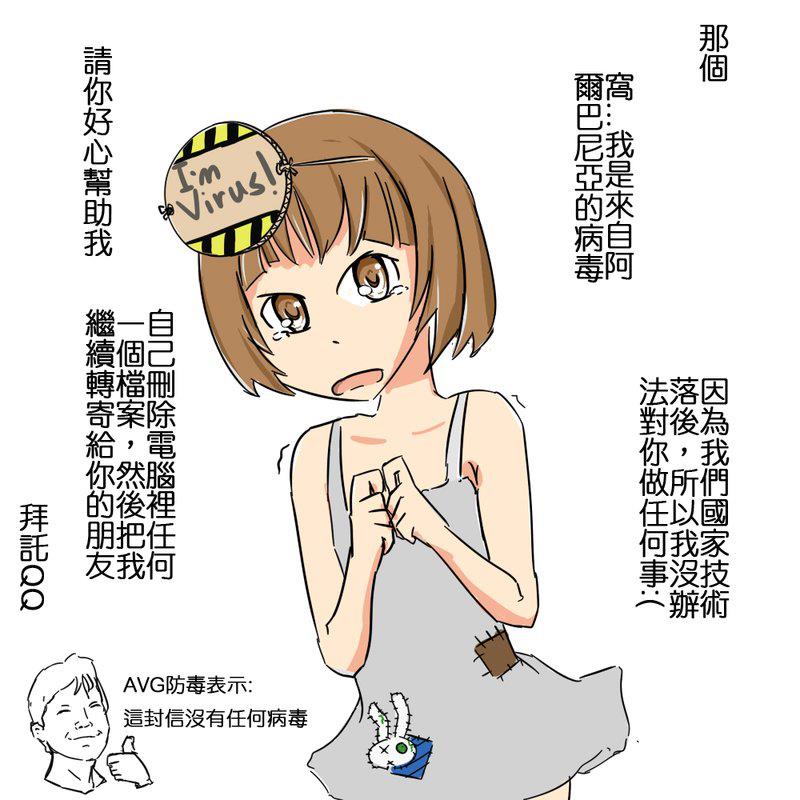 那個
窩…我是來自阿
爾巴尼亞的病毒
因為我們國家技術
落後，所以我沒辦
法對你做任何事:(
請你好心幫助我
自己刪除電腦裡任何
一個檔案，然後把我
繼續轉寄給你的朋友
拜託QQ
I'm
Virus!
AVG防毒表示:
這封信沒有任何病毒